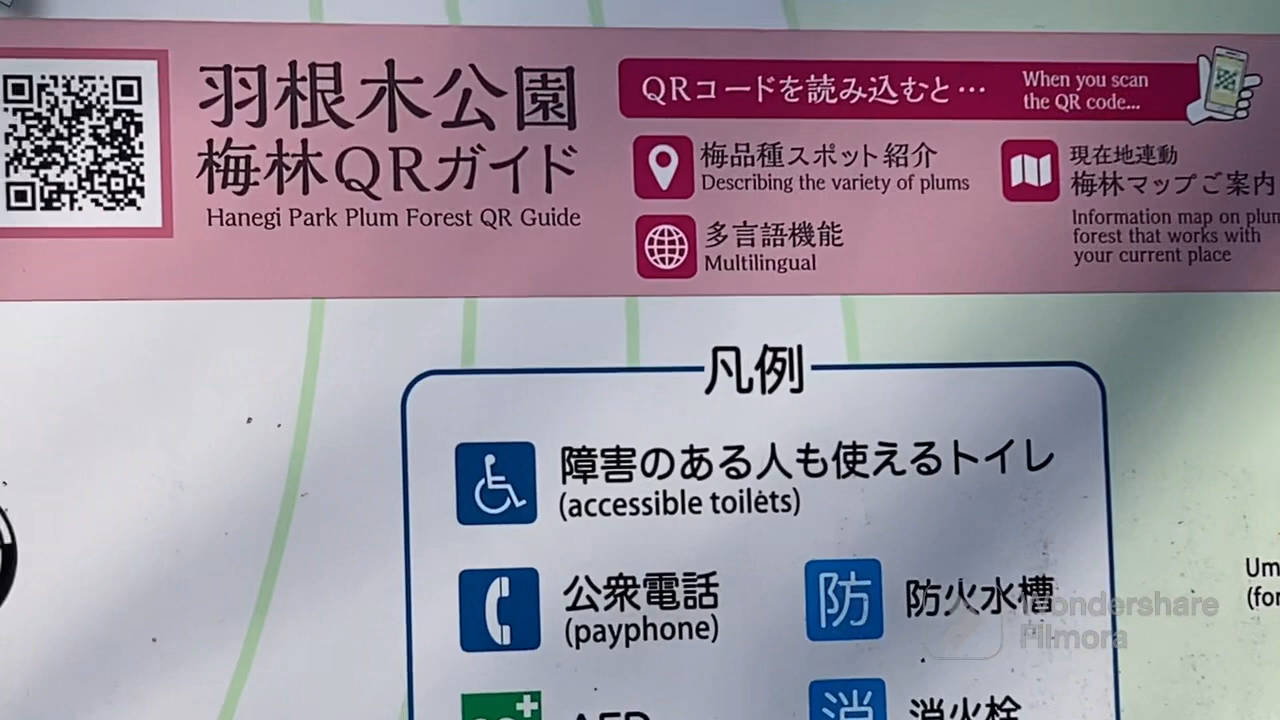 羽根木公園
梅林QRガイド
Hanegi Park Plum Forest QR Guide
QRコードを読み込むと…
When you scan
the QR code...
梅品種スポット紹介
Describing the variety of plums
多言語機能
Multilingual
現在地連動
梅林マップご案内
Information map on plum
forest that works with
your current place
凡例
障害のある人も使えるトイレ
(accessible toilets)
公衆電話
(payphone)
防
防火水槽
AED
消
消火栓
Um
(for
Wondershare
Filmora